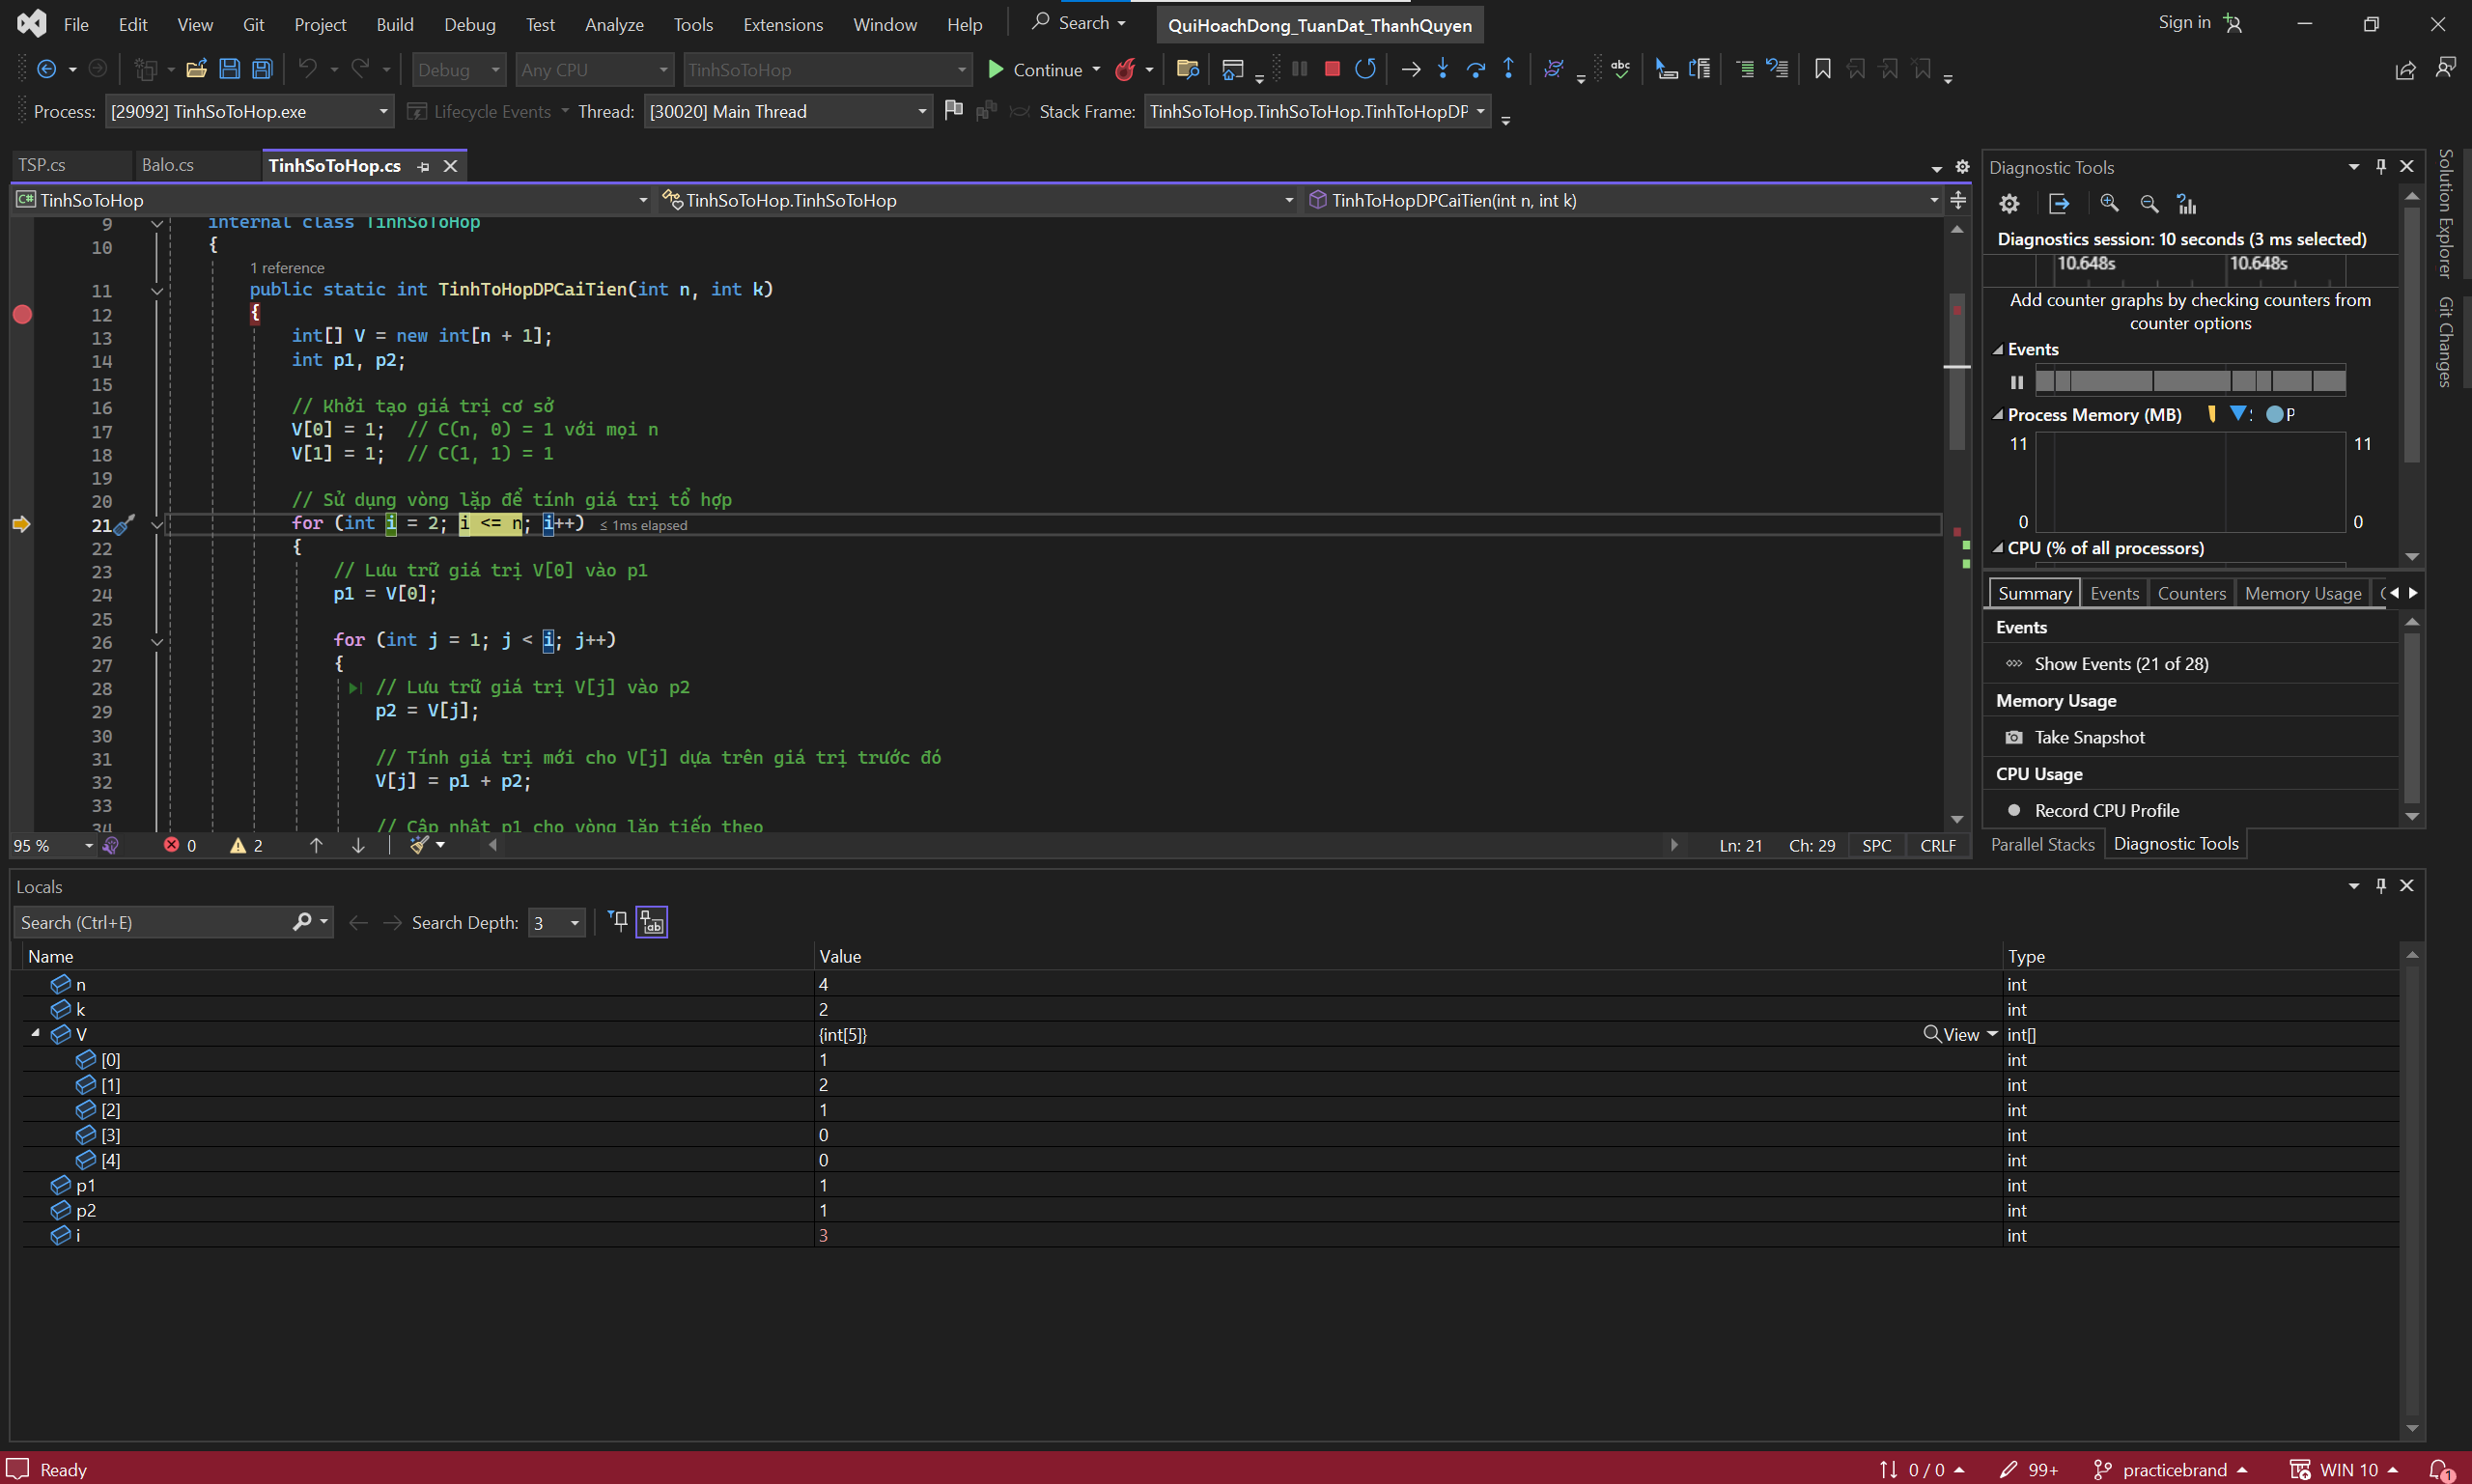 File Edit View Git Project Build Debug Test Analyze Tools Extensions Window Help Search QuiHoachDong_TuanDat_ThanhQuyen Sign in
Debug Any CPU TinhSoToHop Continue
Process: [29092] TinhSoToHop.exe Lifecycle Events Thread: [30020] Main Thread Stack Frame: TinhSoToHop.TinhSoToHop.TinhToHopDP
TSP.cs Balo.cs TinhSoToHop.cs
TinhSoToHop TinhSoToHop.TinhSoToHop TinhToHopDPCaiTien(int n, int k)
9 internal class TinhSoToHop
10 {
1 reference
11 public static int TinhToHopDPCaiTien(int n, int k)
12 {
13 int[] V = new int[n + 1];
14 int p1, p2;
15
16 // Khởi tạo giá trị cơ sở
17 V[0] = 1; // C(n, 0) = 1 với mọi n
18 V[1] = 1; // C(1, 1) = 1
19
20 // Sử dụng vòng lặp để tính giá trị tổ hợp
21 for (int i = 2; i <= n; i++) ≤ 1ms elapsed
22 {
23 // Lưu trữ giá trị V[0] vào p1
24 p1 = V[0];
25
26 for (int j = 1; j < i; j++)
27 {
28 // Lưu trữ giá trị V[j] vào p2
29 p2 = V[j];
30
31 // Tính giá trị mới cho V[j] dựa trên giá trị trước đó
32 V[j] = p1 + p2;
33
34 // Cập nhật p1 cho vòng lặp tiếp theo
95 % 0 2 Ln: 21 Ch: 29 SPC CRLF
Diagnostic Tools
Diagnostics session: 10 seconds (3 ms selected)
10.648s 10.648s
Add counter graphs by checking counters from
counter options
Events
Process Memory (MB) P
11 11
0 0
CPU (% of all processors)
Summary Events Counters Memory Usage
Events
Show Events (21 of 28)
Memory Usage
Take Snapshot
CPU Usage
Record CPU Profile
Parallel Stacks Diagnostic Tools
Solution Explorer
Git Changes
Locals
Search (Ctrl+E) Search Depth: 3
Name Value Type
n 4 int
k 2 int
V {int[5]} View int[]
[0] 1 int
[1] 2 int
[2] 1 int
[3] 0 int
[4] 0 int
p1 1 int
p2 1 int
i 3 int
Ready 0 / 0 99+ practicebrand WIN 10 1